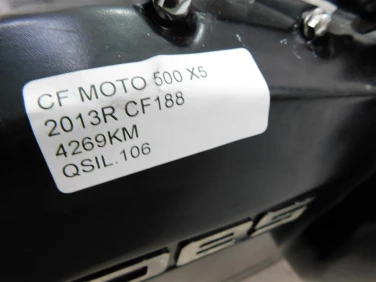 CF MOTO 500 X5
2013R CF188
4269KM
QSIL.106